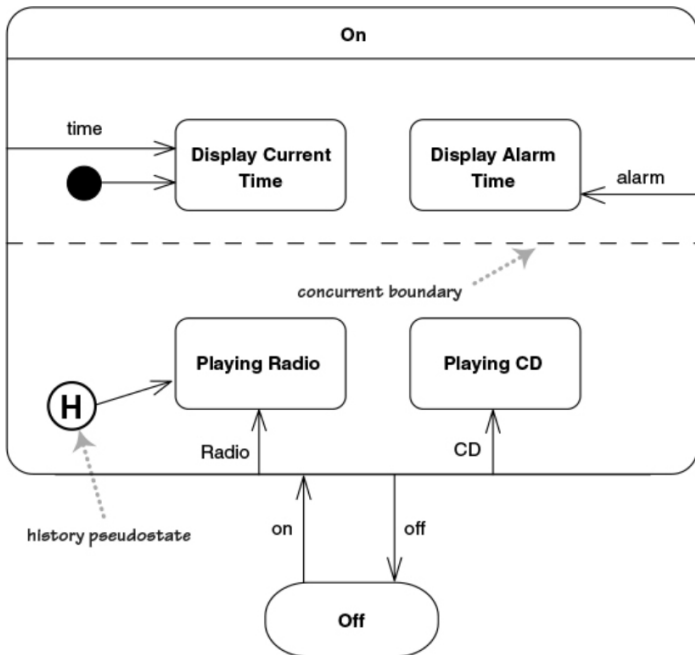 On
time
Display Current
Time
Display Alarm
Time
alarm
concurrent boundary
Playing Radio
Playing CD
H
Radio
CD
history pseudostate
on
off
Off